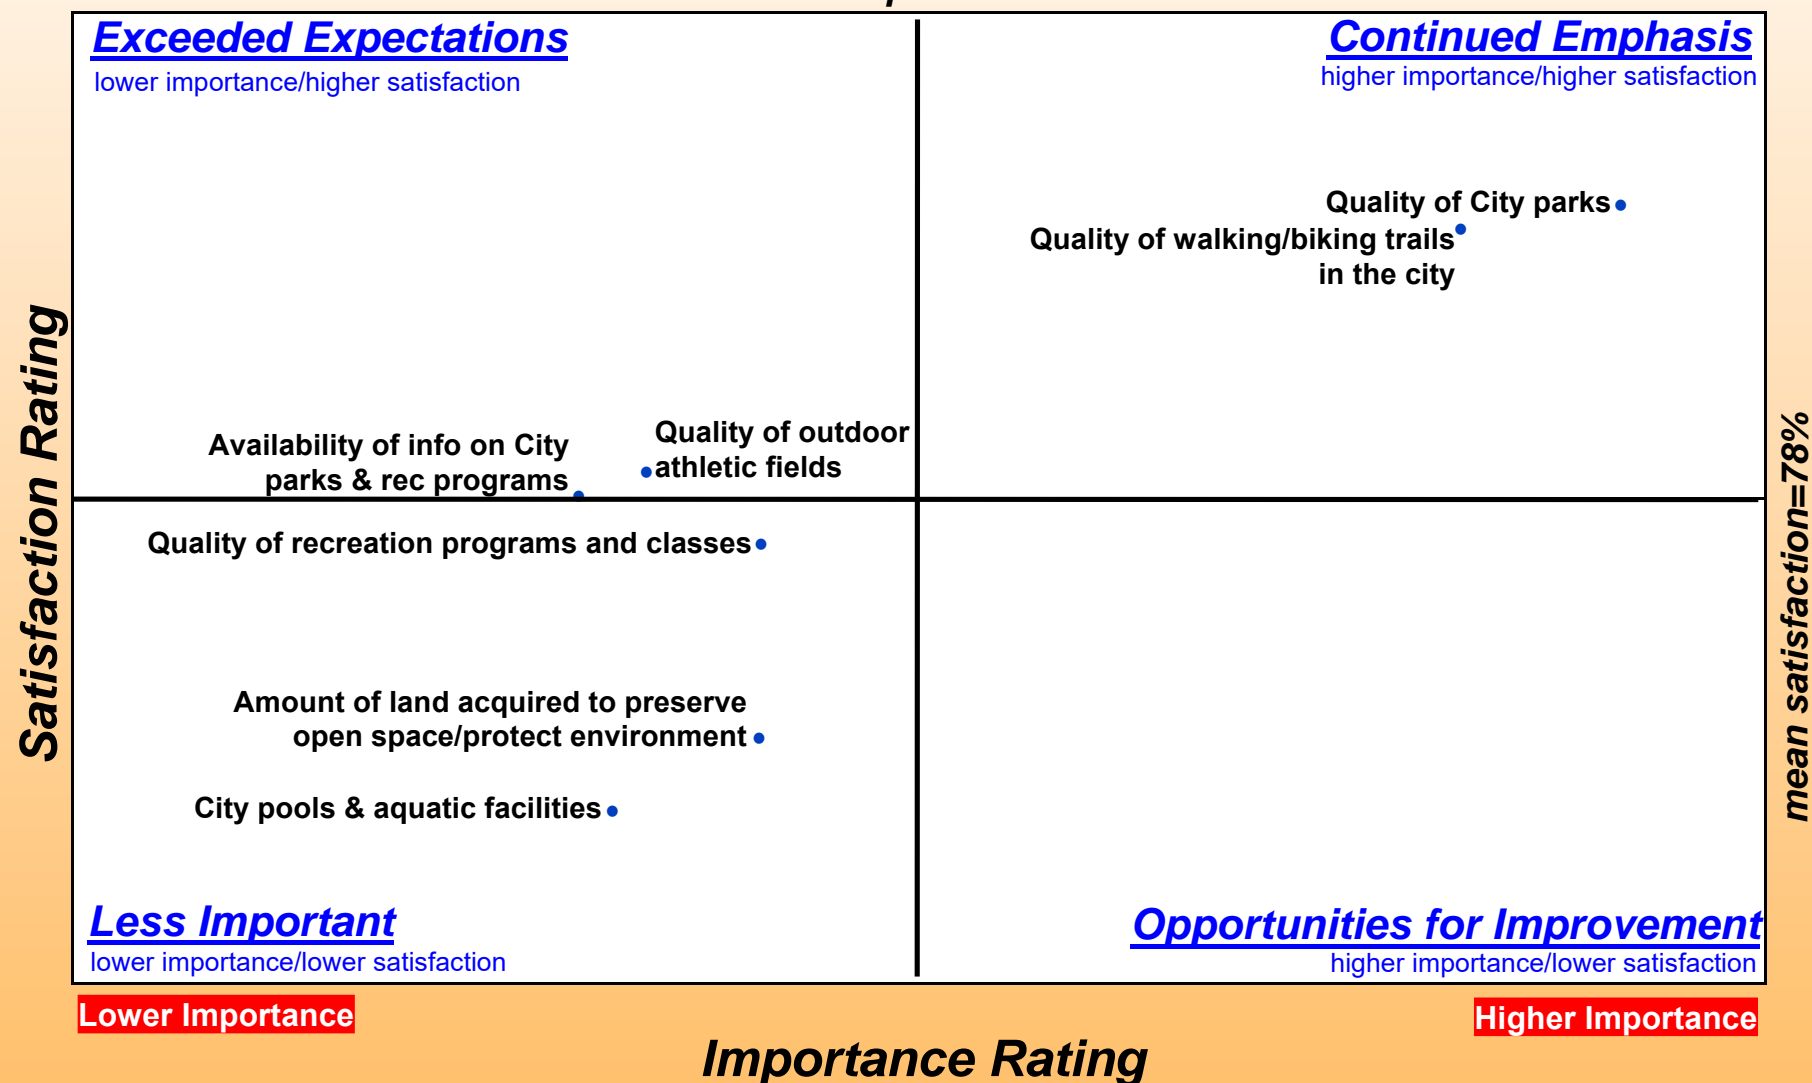 Exceeded Expectations
lower importance/higher satisfaction
Continued Emphasis
higher importance/higher satisfaction
Quality of City parks
Quality of walking/biking trails
in the city
Availability of info on City
parks & rec programs
Quality of outdoor
athletic fields
Quality of recreation programs and classes
Amount of land acquired to preserve
open space/protect environment
City pools & aquatic facilities
Less Important
lower importance/lower satisfaction
Opportunities for Improvement
higher importance/lower satisfaction
Satisfaction Rating
mean satisfaction=78%
Lower Importance
Higher Importance
Importance Rating